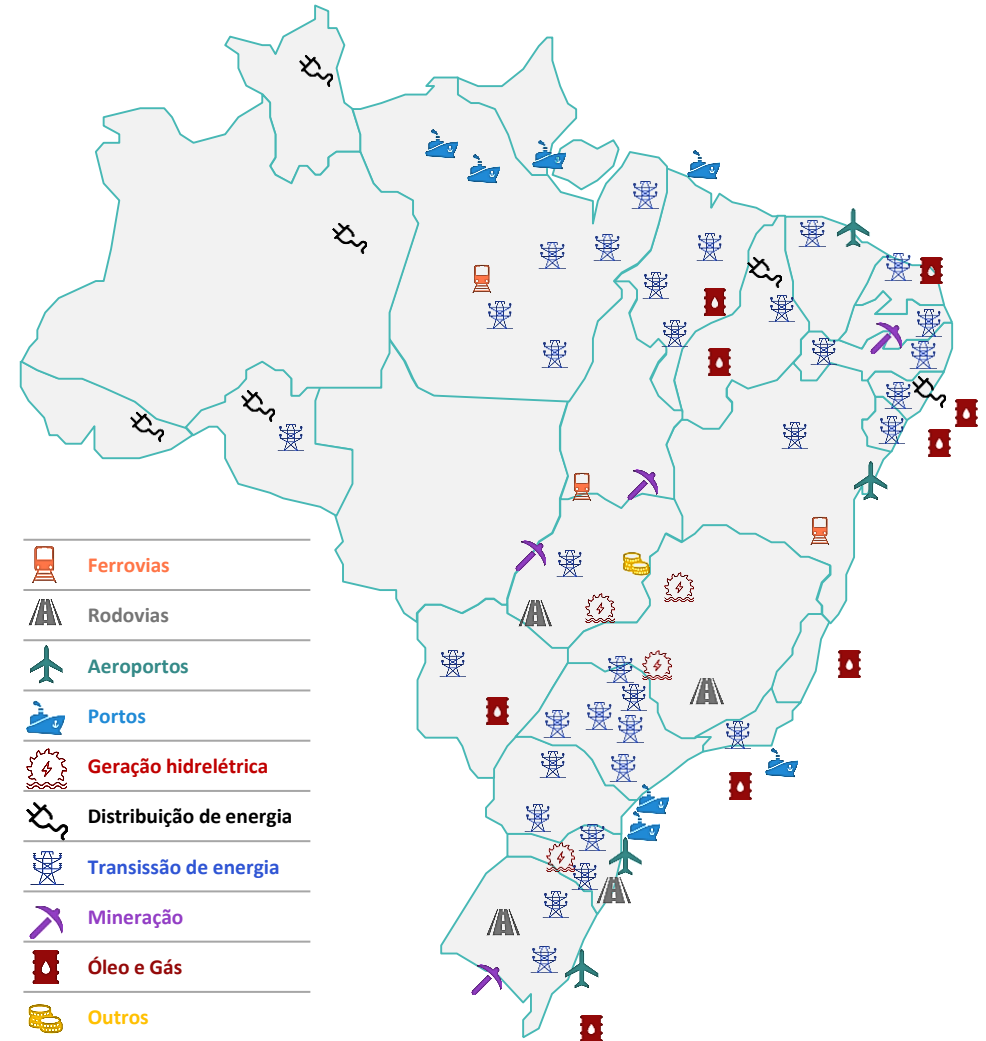 Ferrovias
Rodovias
Aeroportos
Portos
Geração hidrelétrica
Distribuição de energia
Transissão de energia
Mineração
Óleo e Gás
Outros